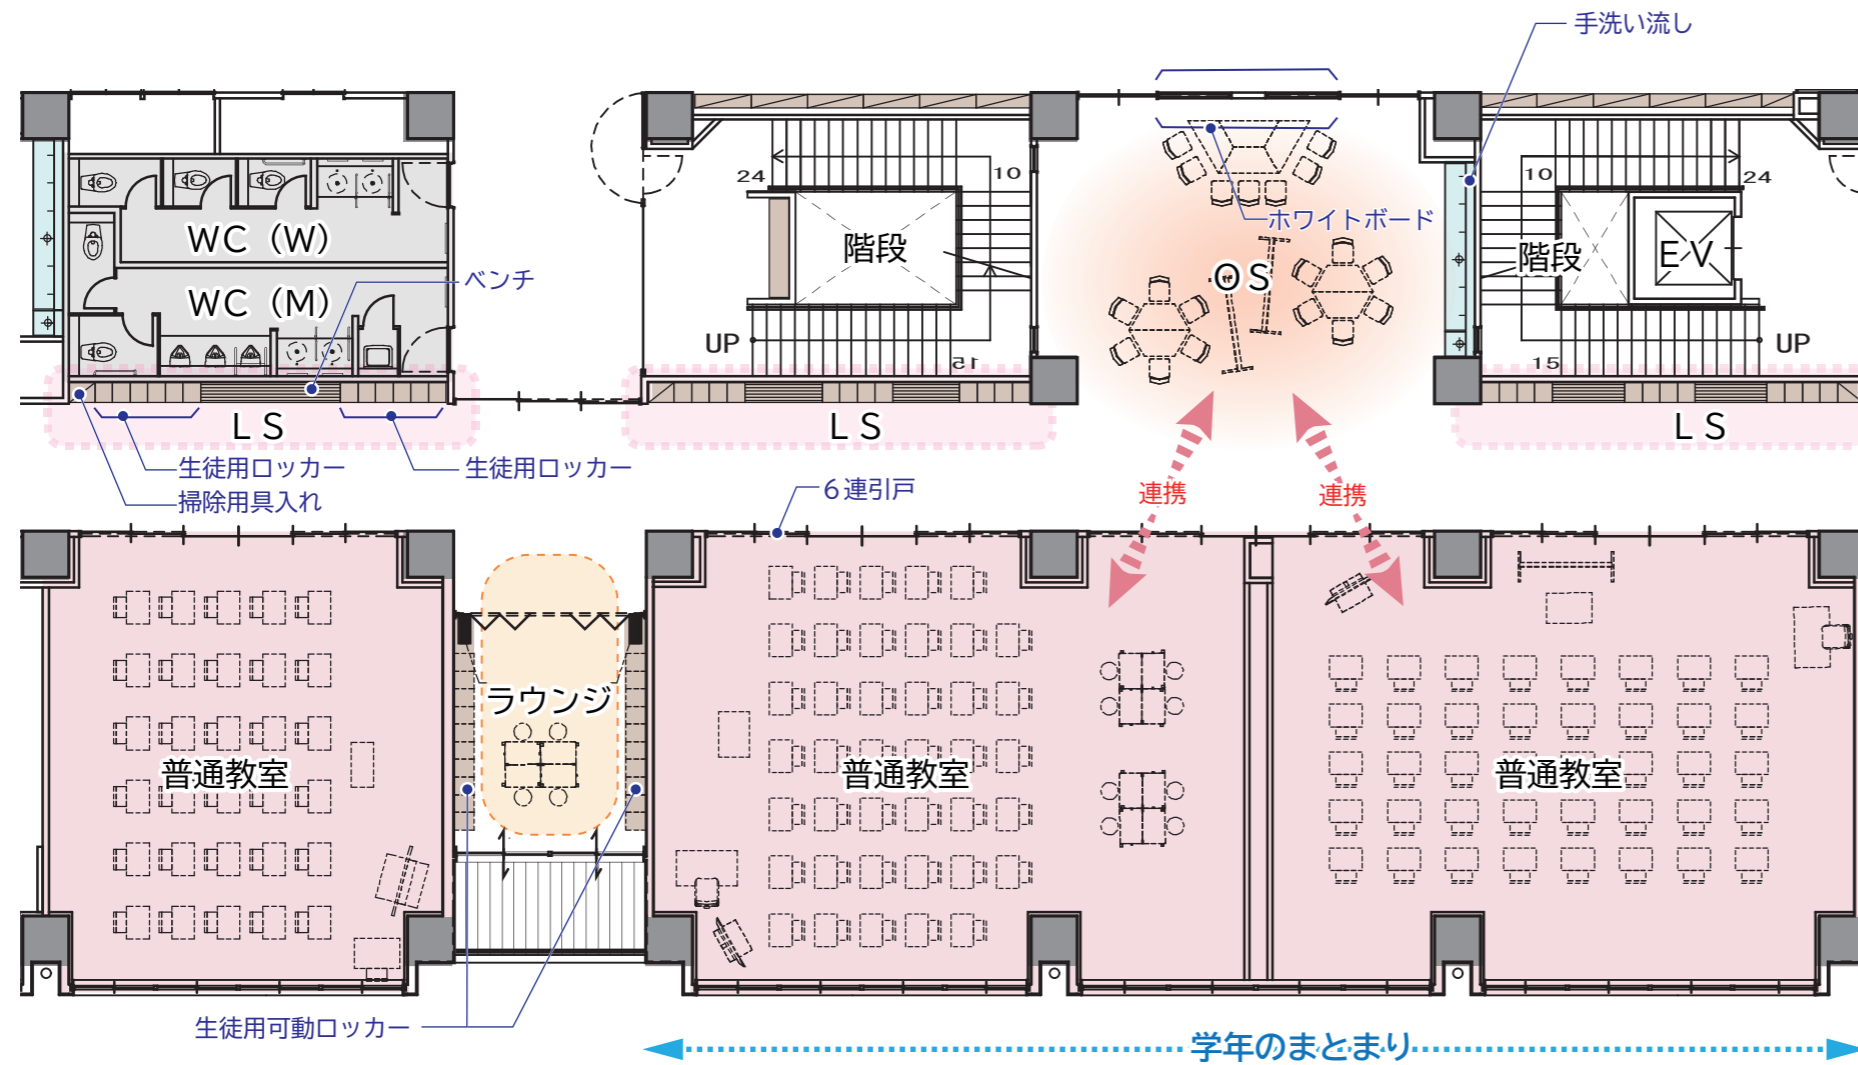 手洗い流し
24
10
10
24
ホワイトボード
WC（W）
階段
階段
EV
ベンチ
OS
WC（M）
UP
UP
15
15
LS
LS
LS
生徒用ロッカー
生徒用ロッカー
掃除用具入れ
6連引戸
連携
連携
ラウンジ
普通教室
普通教室
普通教室
生徒用可動ロッカー
学年のまとまり